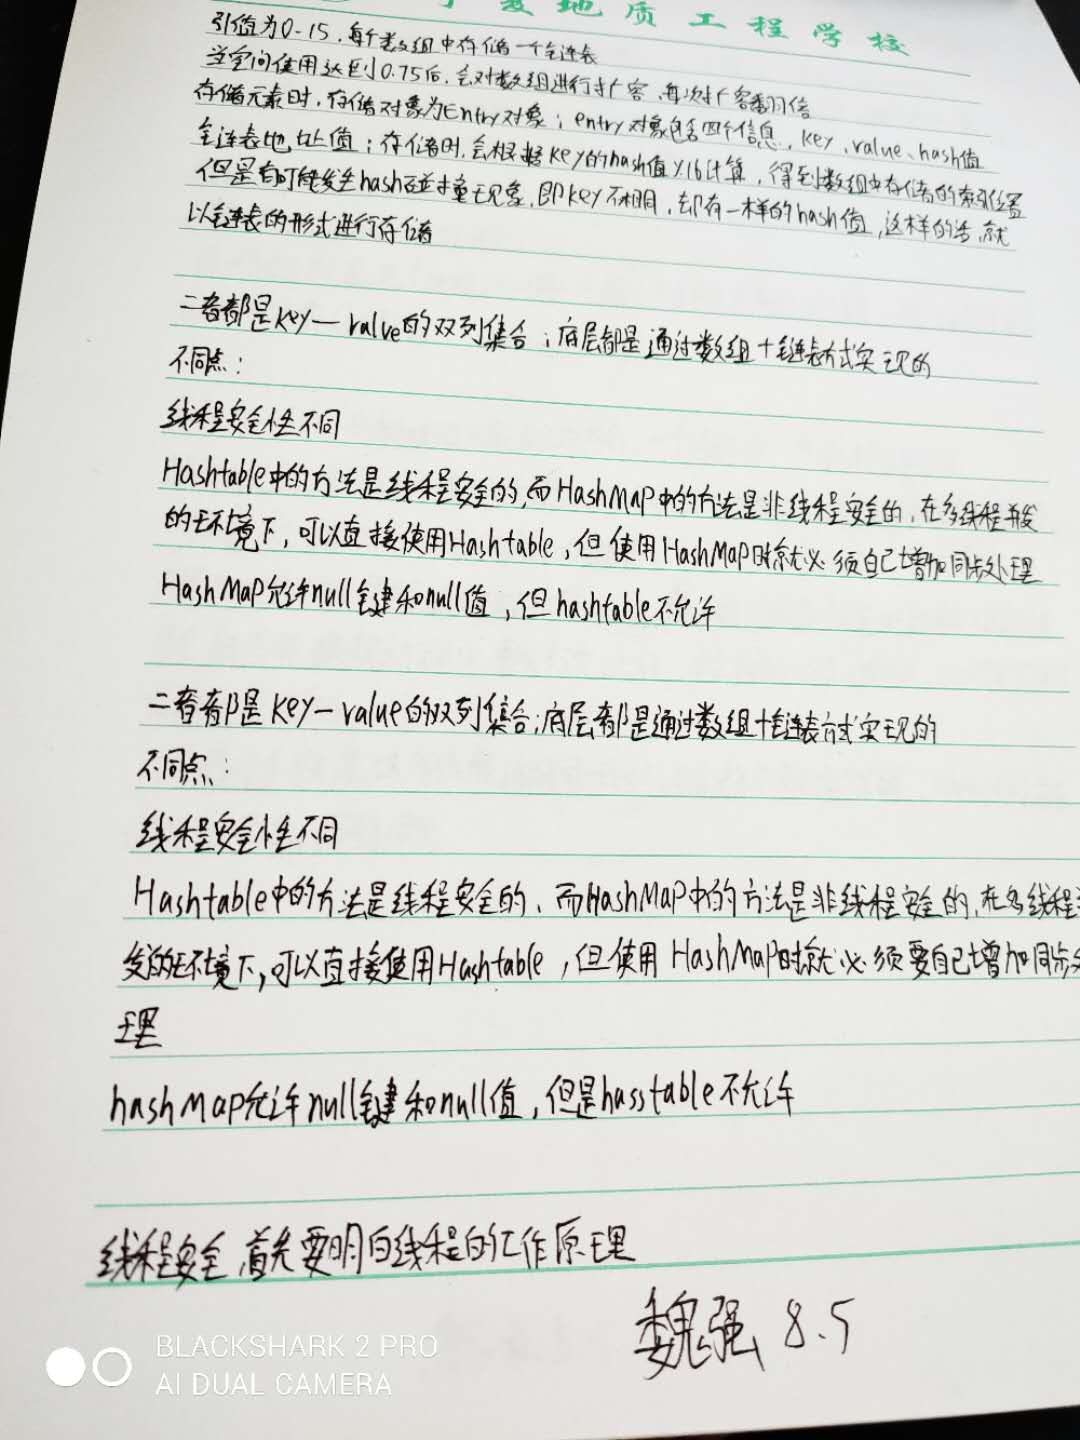 宁夏地质工程学校
引值为0-15，每个数组中存储一个链表
当空间使用达到0.75后，会对数组进行扩容，每次扩容翻倍
存储元素时，存储对象为Entry对象；entry对象包括四个信息，key、value、hash值
链表地址值；存储时，会根据key的hash值%16计算，得到数组中存储的索引位置
但是有可能发生hash碰撞现象，即key不相同，却有一样的hash值，这样的话，就
以链表的形式进行存储
二者都是key—value的双列集合；底层都是通过数组+链表方式实现的
不同点：
线程安全性不同
Hashtable中的方法是线程安全的，而HashMap中的方法是非线程安全的，在多线程并发
的环境下，可以直接使用Hashtable，但使用HashMap时就必须自己增加同步处理
HashMap允许null键和null值，但hashtable不允许
二者都是key—value的双列集合；底层都是通过数组+链表方式实现的
不同点：
线程安全性不同
Hashtable中的方法是线程安全的、而HashMap中的方法是非线程安全的，在多线程
发的环境下，可以直接使用Hashtable，但使用HashMap时就必须要自己增加同步
理
hashMap允许null键和null值，但是hasstable不允许
线程安全，首先要明白线程的工作原理
魏强 8.5
BLACKSHARK 2 PRO
AI DUAL CAMERA